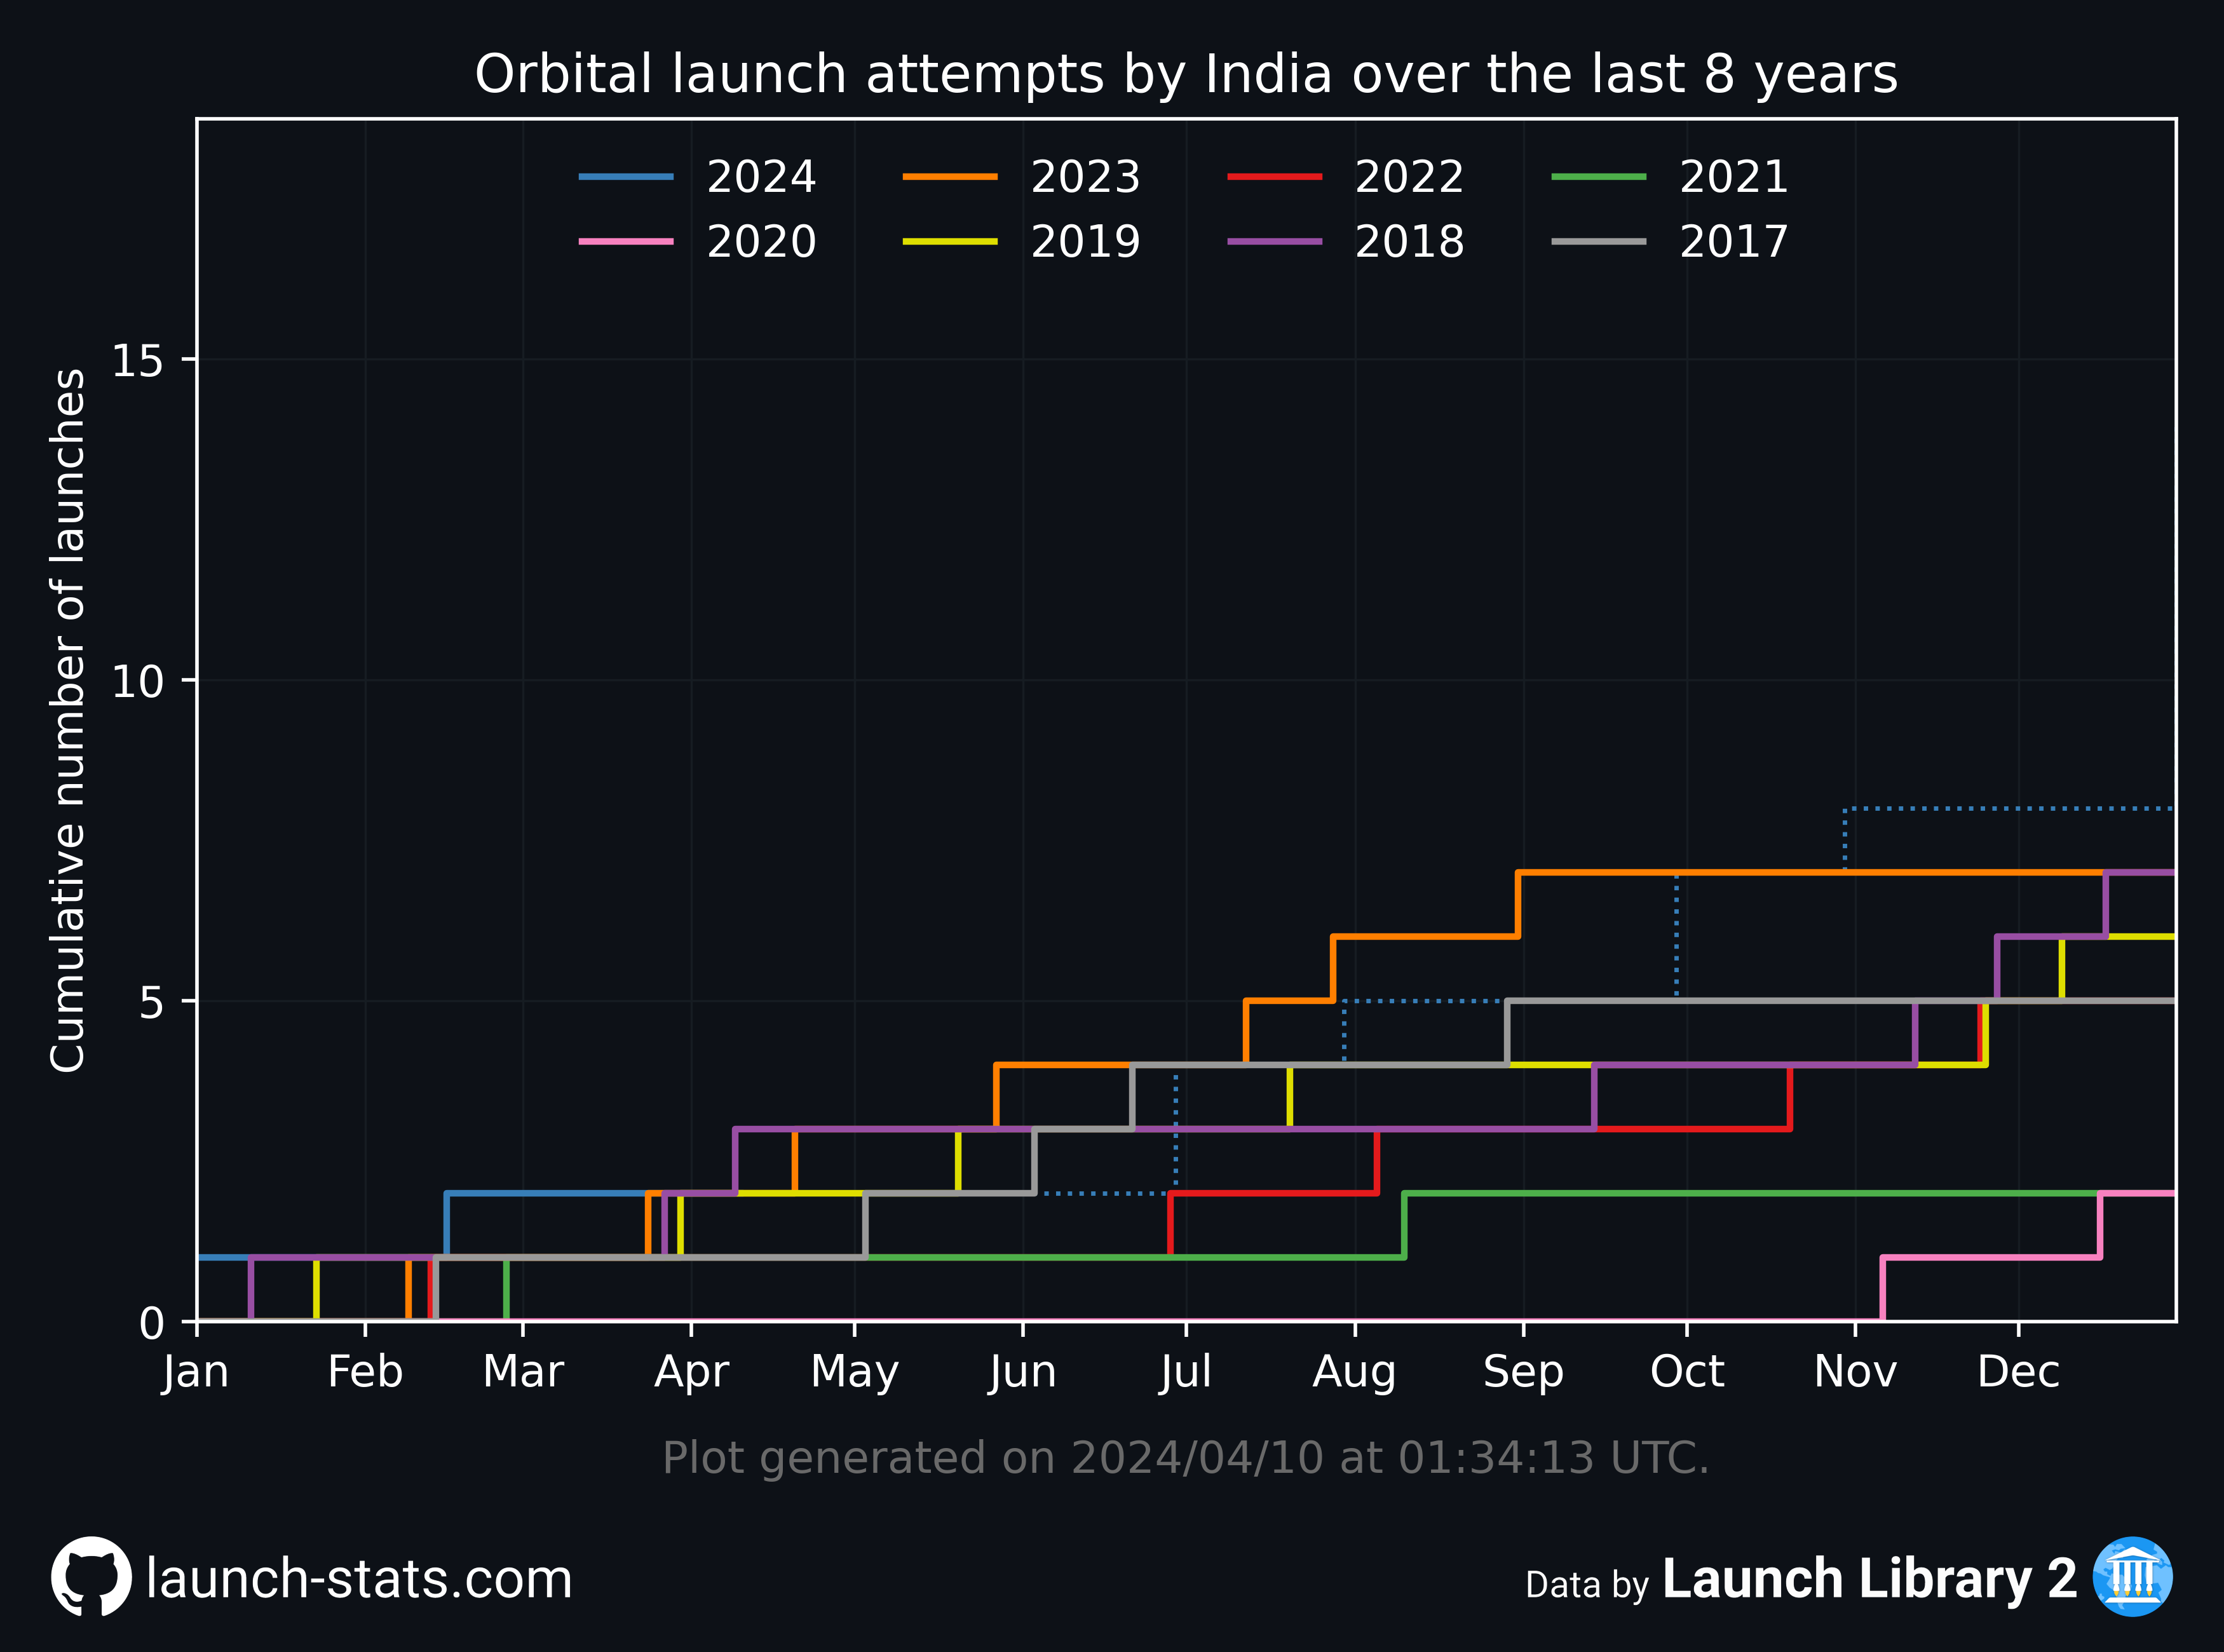 Orbital launch attempts by India over the last 8 years
2024 2023 2022 2021
2020 2019 2018 2017
Cumulative number of launches
15
10
5
0
Jan Feb Mar Apr May Jun Jul Aug Sep Oct Nov Dec
Plot generated on 2024/04/10 at 01:34:13 UTC.
launch-stats.com
Data by Launch Library 2